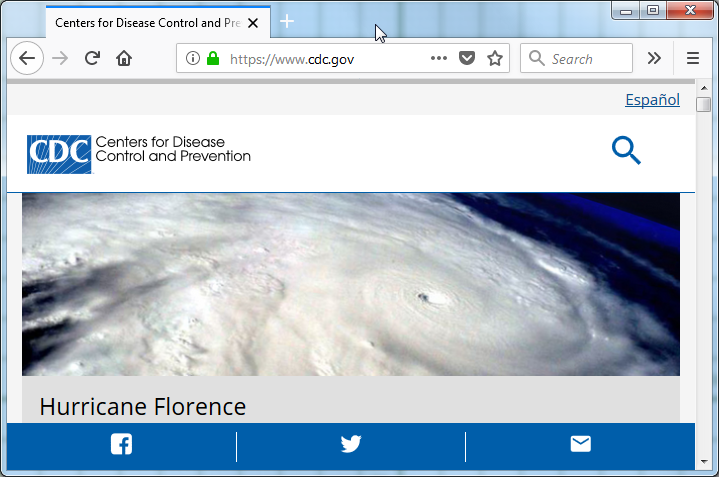 Centers for Disease Control and Pre
https://www.cdc.gov
Search
Español
CDC
Centers for Disease
Control and Prevention
Hurricane Florence